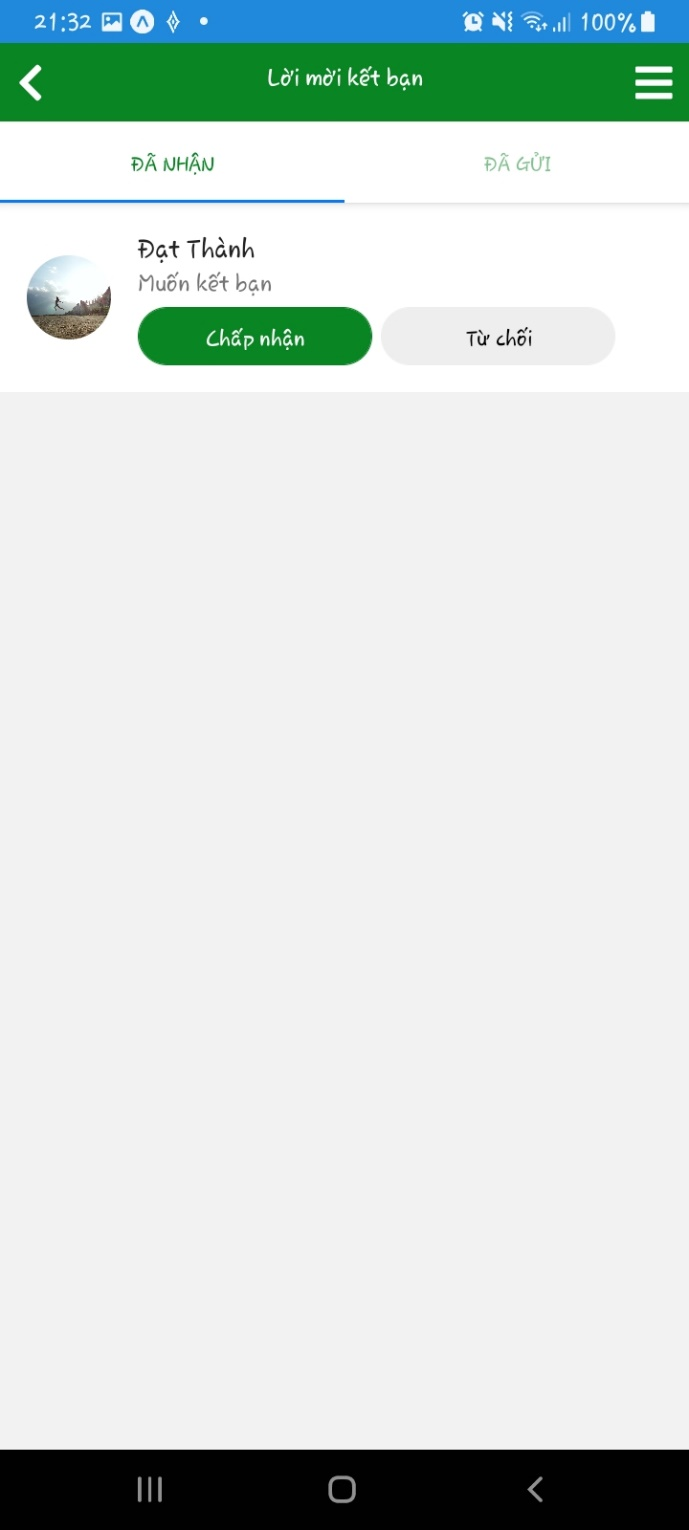 21:32 100%
Lời mời kết bạn
ĐÃ NHẬN ĐÃ GỬI
Đạt Thành
Muốn kết bạn
Chấp nhận Từ chối